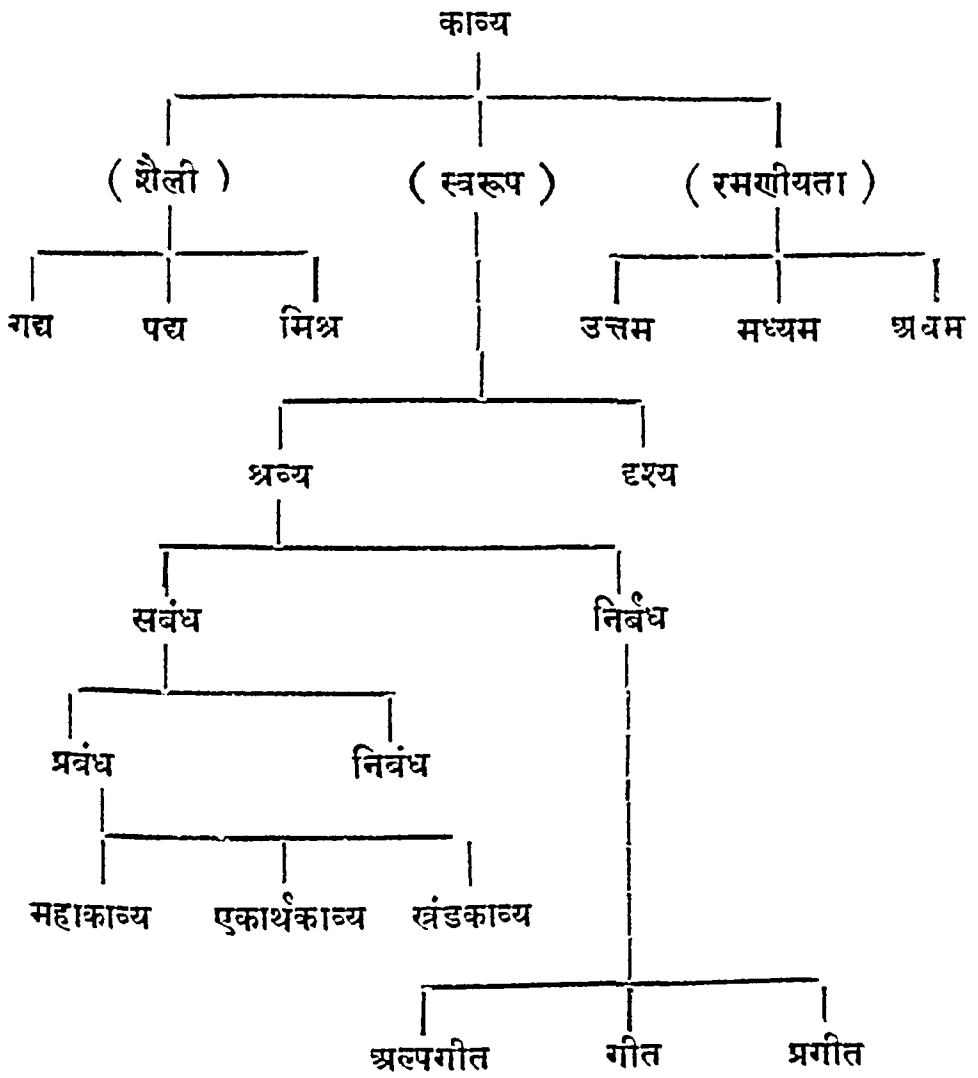 काव्य
( शैली ) ( स्वरूप ) ( रमणीयता )
गद्य पद्य मिश्र उत्तम मध्यम अधम
श्रव्य दृश्य
सबंध निर्बंध
प्रबंध निबंध
महाकाव्य एकार्थकाव्य खंडकाव्य
अल्पगीत गीत प्रगीत